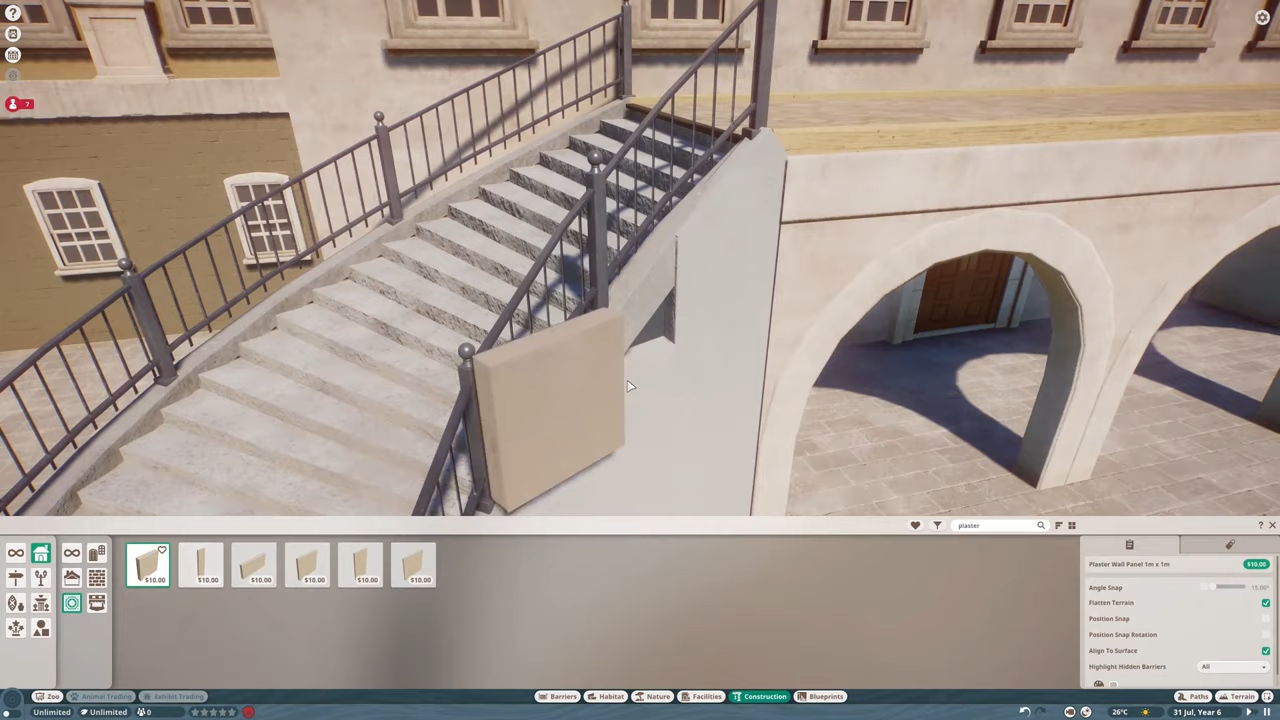 ?
7
plaster
? ×
$10.00 $10.00 $10.00 $10.00 $10.00 $10.00
Plaster Wall Panel 1m x 1m $10.00
Angle Snap 15.00°
Flatten Terrain
Position Snap
Position Snap Rotation
Align To Surface
Highlight Hidden Barriers All
Zoo Animal Trading Exhibit Trading Barriers Habitat Nature Facilities Construction Blueprints Paths Terrain
Unlimited Unlimited 0 26°C 31 Jul, Year 6